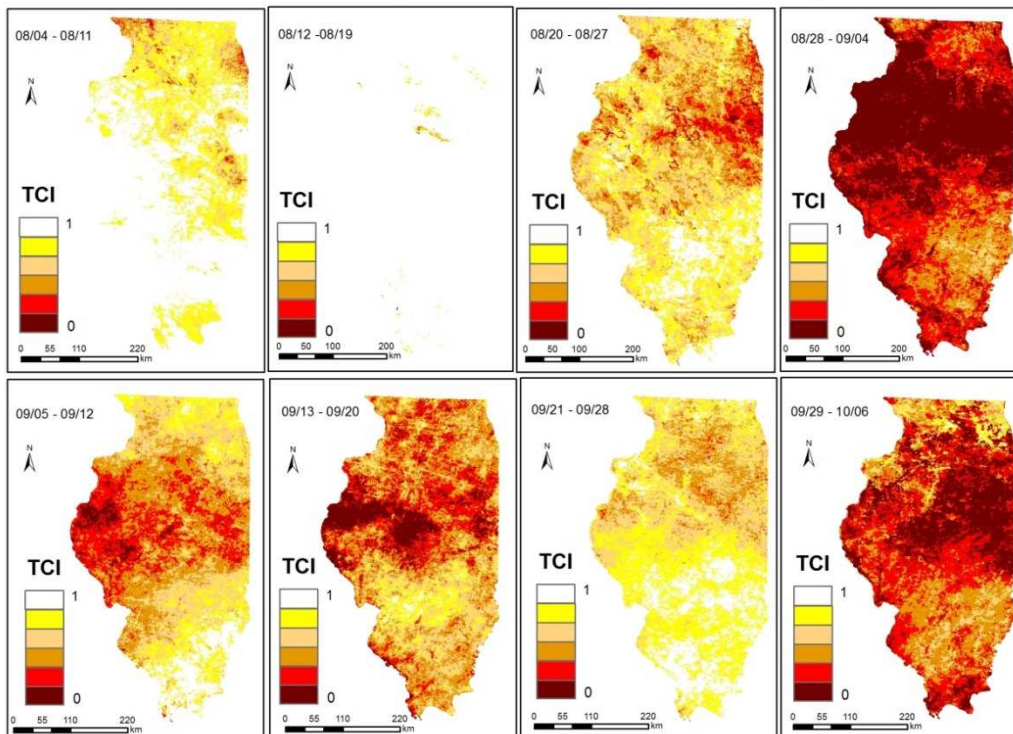 08/04 - 08/11
N
TCI
1
0
0 55 110 220
km
08/12 -08/19
N
TCI
1
0
0 50 100 200
km
08/20 - 08/27
N
TCI
1
0
0 50 100 200
km
08/28 - 09/04
N
TCI
1
0
0 50 100 200
km
09/05 - 09/12
N
TCI
1
0
0 55 110 220
km
09/13 - 09/20
N
TCI
1
0
0 55 110 220
km
09/21 - 09/28
N
TCI
1
0
0 55 110 220
km
09/29 - 10/06
N
TCI
1
0
0 55 110 220
km